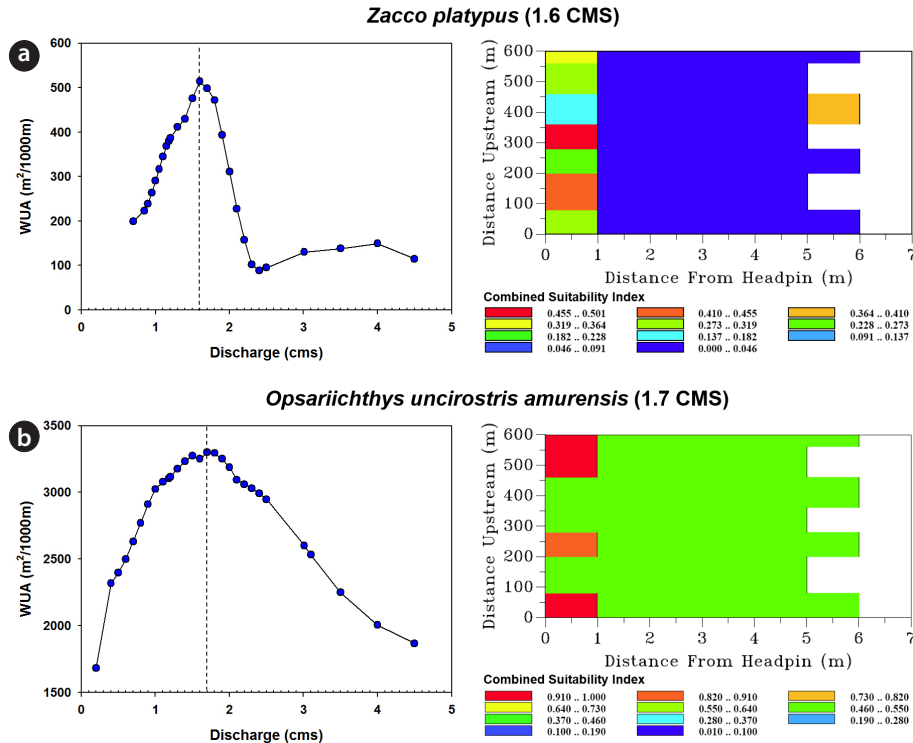 Zacco platypus (1.6 CMS)
a
600
500
400
300
200
100
0
WUA (m2/1000m)
0 1 2 3 4 5
Discharge (cms)
600
500
400
300
200
100
0
Distance Upstream (m)
0 1 2 3 4 5 6 7
Distance From Headpin (m)
Combined Suitability Index
0.455 .. 0.501 0.410 .. 0.455 0.364 .. 0.410
0.319 .. 0.364 0.273 .. 0.319 0.228 .. 0.273
0.182 .. 0.228 0.137 .. 0.182 0.091 .. 0.137
0.046 .. 0.091 0.000 .. 0.046
Opsariichthys uncirostris amurensis (1.7 CMS)
b
3500
3000
2500
2000
1500
WUA (m2/1000m)
0 1 2 3 4 5
Discharge (cms)
600
500
400
300
200
100
0
Distance Upstream (m)
0 1 2 3 4 5 6 7
Distance From Headpin (m)
Combined Suitability Index
0.910 .. 1.000 0.820 .. 0.910 0.730 .. 0.820
0.640 .. 0.730 0.550 .. 0.640 0.460 .. 0.550
0.370 .. 0.460 0.280 .. 0.370 0.190 .. 0.280
0.100 .. 0.190 0.010 .. 0.100